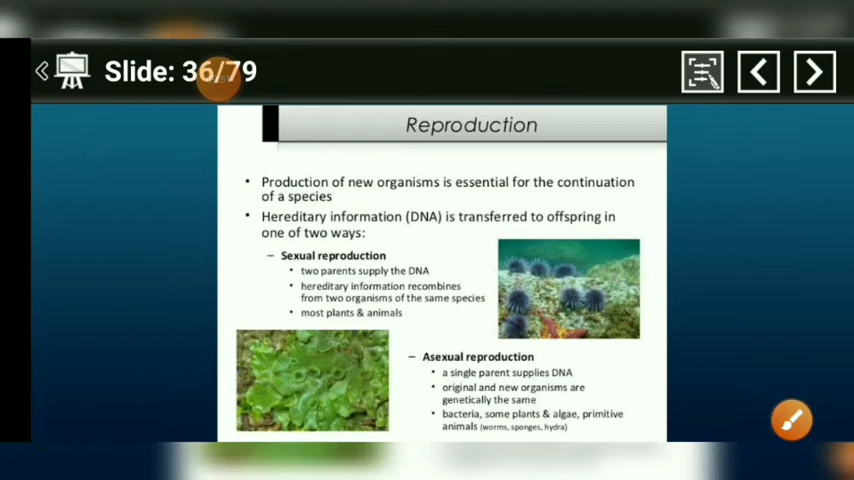 Slide: 36/79
Reproduction
• Production of new organisms is essential for the continuation
of a species
• Hereditary information (DNA) is transferred to offspring in
one of two ways:
– Sexual reproduction
• two parents supply the DNA
• hereditary information recombines
from two organisms of the same species
• most plants & animals
– Asexual reproduction
• a single parent supplies DNA
• original and new organisms are
genetically the same
• bacteria, some plants & algae, primitive
animals (worms, sponges, hydra)